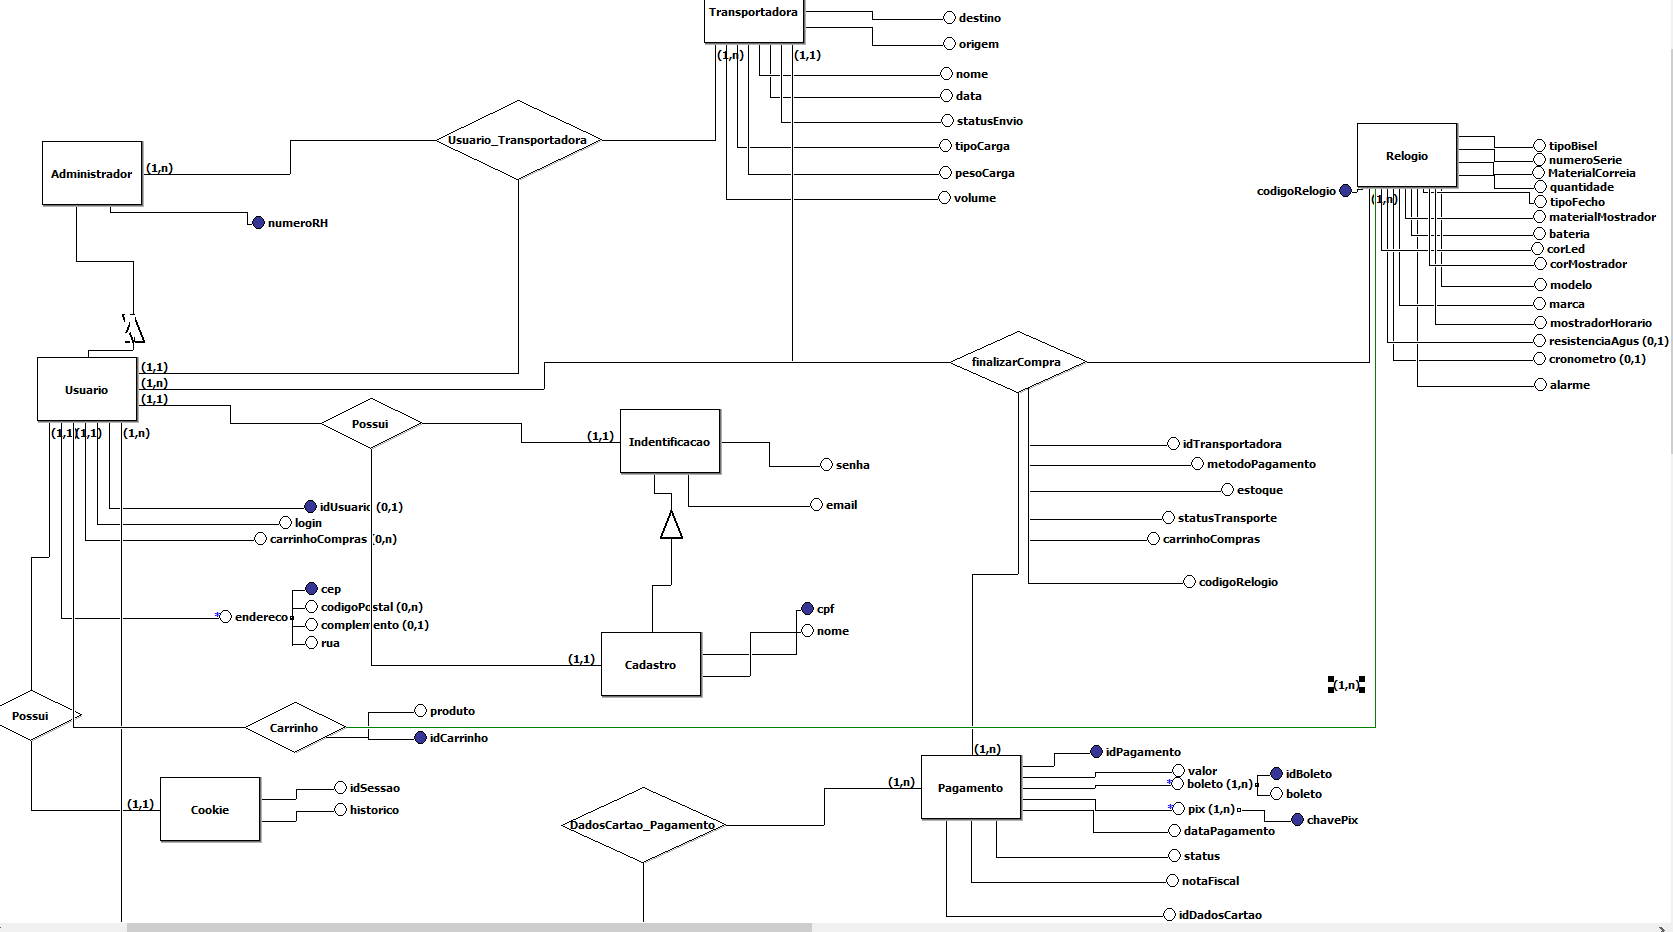 Transportadora
destino
origem
(1,n)
(1,1)
nome
data
statusEnvio
tipoCarga
pesoCarga
volume
Usuario_Transportadora
Administrador
(1,n)
numeroRH
Relogio
codigoRelogio
(1,n)
tipoBisel
numeroSerie
MaterialCorreia
quantidade
tipoFecho
materialMostrador
bateria
corLed
corMostrador
modelo
marca
mostradorHorario
resistenciaAgus (0,1)
cronometro (0,1)
alarme
Usuario
(1,1)
(1,n)
(1,1)
(1,1)
(1,1)
(1,n)
finalizarCompra
Possui
(1,1)
Indentificacao
senha
email
idTransportadora
metodoPagamento
estoque
statusTransporte
carrinhoCompras
codigoRelogio
idUsuario (0,1)
login
carrinhoCompras (0,n)
* endereco
cep
codigoPostal (0,n)
complemento (0,1)
rua
cpf
nome
(1,1)
Cadastro
(1,n)
Possui
Carrinho
produto
idCarrinho
(1,1)
Cookie
idSessao
historico
DadosCartao_Pagamento
(1,n)
(1,n)
Pagamento
idPagamento
valor
* boleto (1,n)
idBoleto
boleto
* pix (1,n)
chavePix
dataPagamento
status
notaFiscal
idDadosCartao